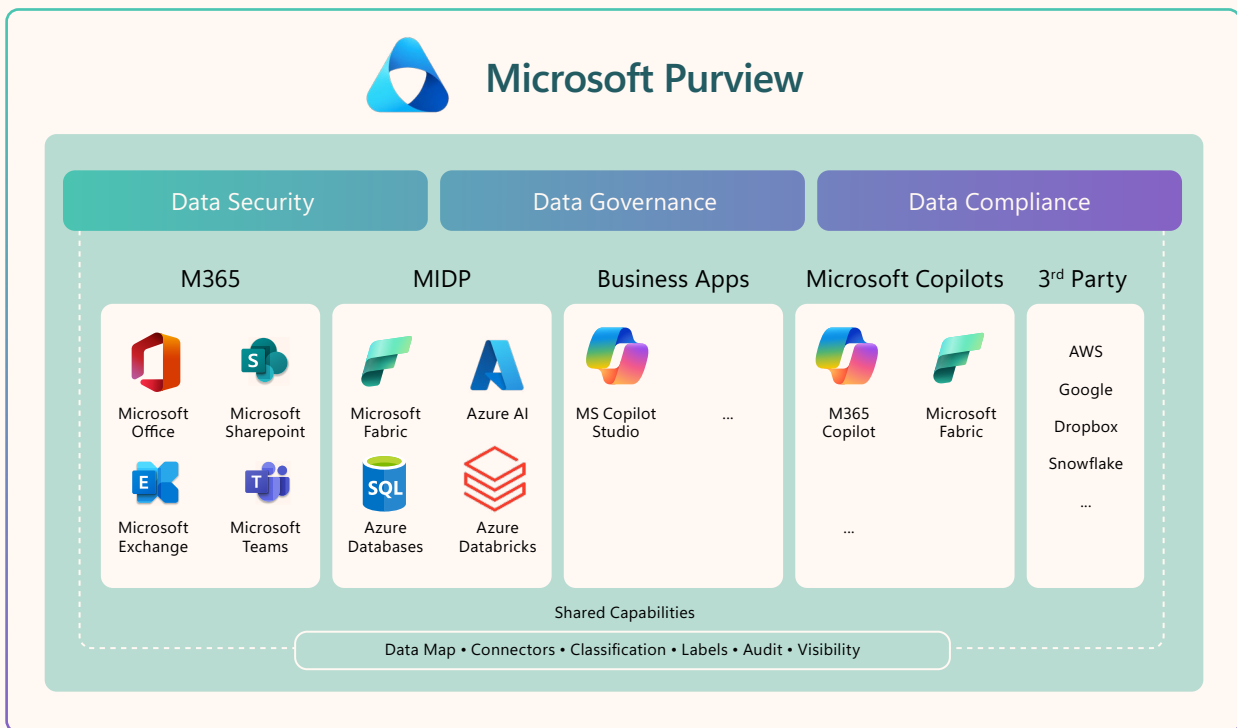 Microsoft Purview
Data Security
Data Governance
Data Compliance
M365
MIDP
Business Apps
Microsoft Copilots
3rd Party
Microsoft
Office
S
Microsoft
Sharepoint
E
Microsoft
Exchange
T
Microsoft
Teams
Microsoft
Fabric
Azure AI
SQL
Azure
Databases
Azure
Databricks
MS Copilot
Studio
...
M365
Copilot
Microsoft
Fabric
...
AWS
Google
Dropbox
Snowflake
...
Shared Capabilities
Data Map • Connectors • Classification • Labels • Audit • Visibility